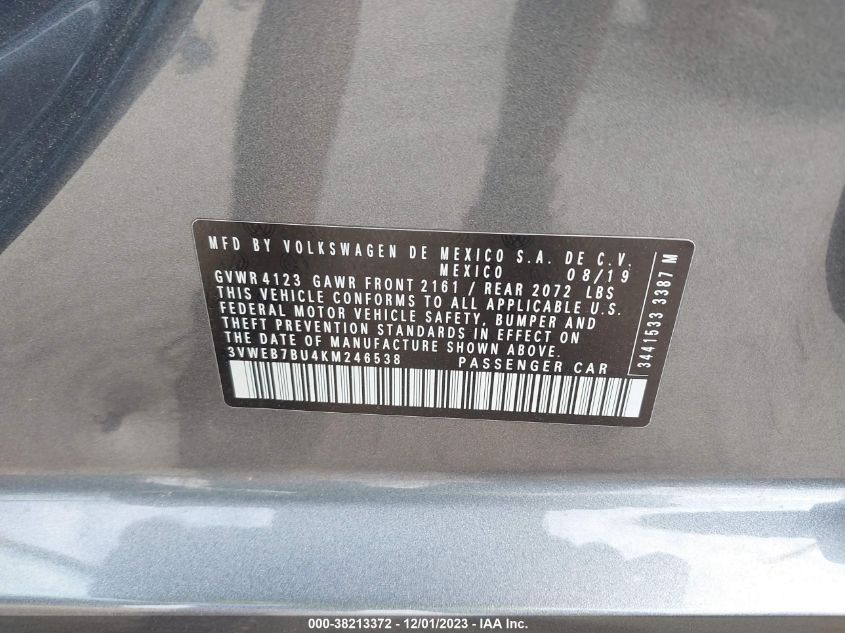 MFD BY VOLKSWAGEN DE MEXICO S.A. DE C.V.
MEXICO 08/19
GVWR 4123 GAWR FRONT 2161 / REAR 2072 LBS
THIS VEHICLE CONFORMS TO ALL APPLICABLE U.S.
FEDERAL MOTOR VEHICLE SAFETY, BUMPER AND
THEFT PREVENTION STANDARDS IN EFFECT ON
THE DATE OF MANUFACTURE SHOWN ABOVE.
3VWEB7BU4KM246538 PASSENGER CAR
3441533 3387 M
000-38213372 - 12/01/2023 - © IAA Inc.